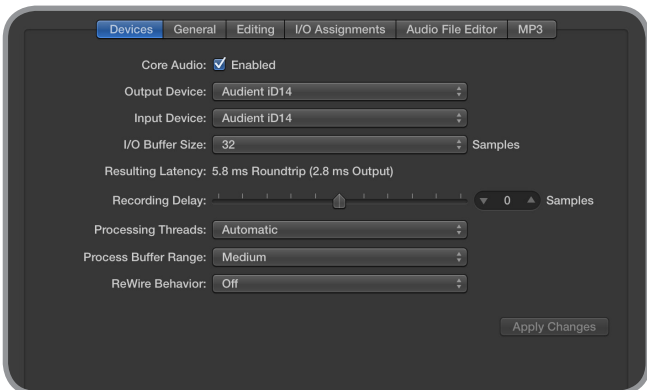 Devices General Editing I/O Assignments Audio File Editor MP3
Core Audio: Enabled
Output Device: Audient iD14
Input Device: Audient iD14
I/O Buffer Size: 32 Samples
Resulting Latency: 5.8 ms Roundtrip (2.8 ms Output)
Recording Delay: 0 Samples
Processing Threads: Automatic
Process Buffer Range: Medium
ReWire Behavior: Off
Apply Changes